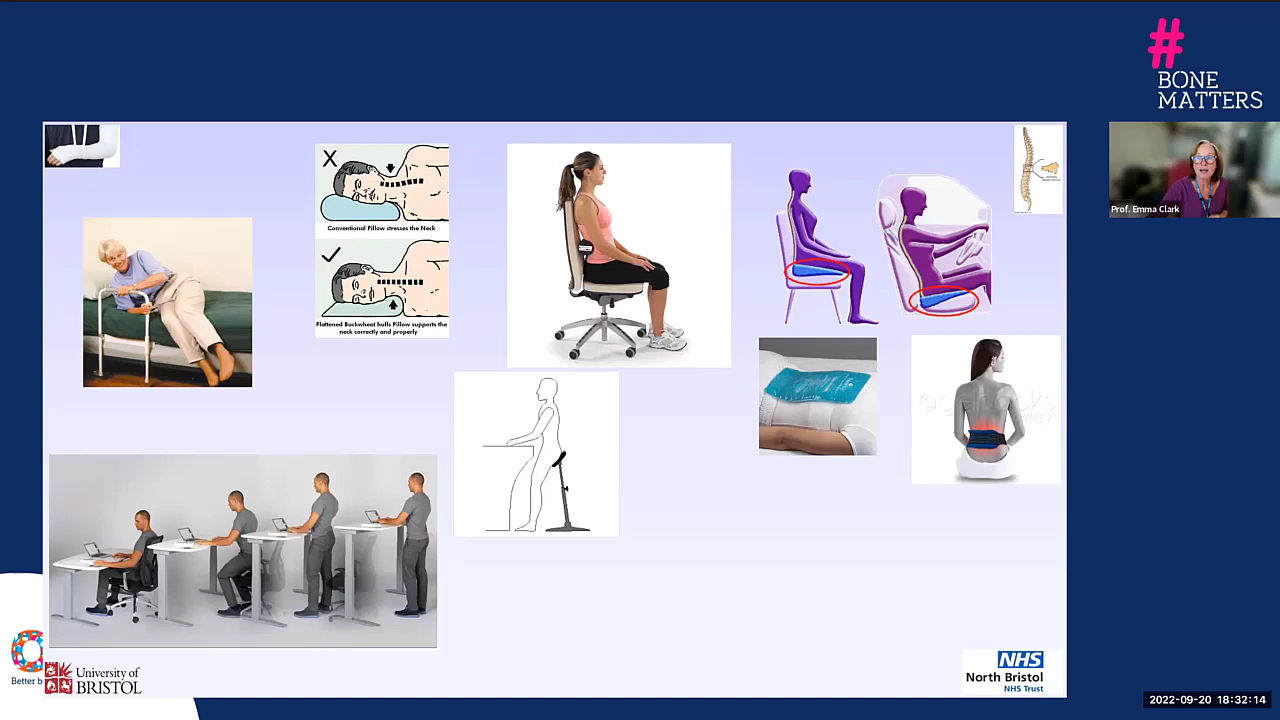 #
BONE
MATTERS
Prof. Emma Clark
X
Conventional Pillow stresses the Neck
Flattened Buckwheat hulls Pillow supports the
neck correctly and properly
Better b
University of
BRISTOL
NHS
North Bristol
NHS Trust
2022-09-20 18:32:14